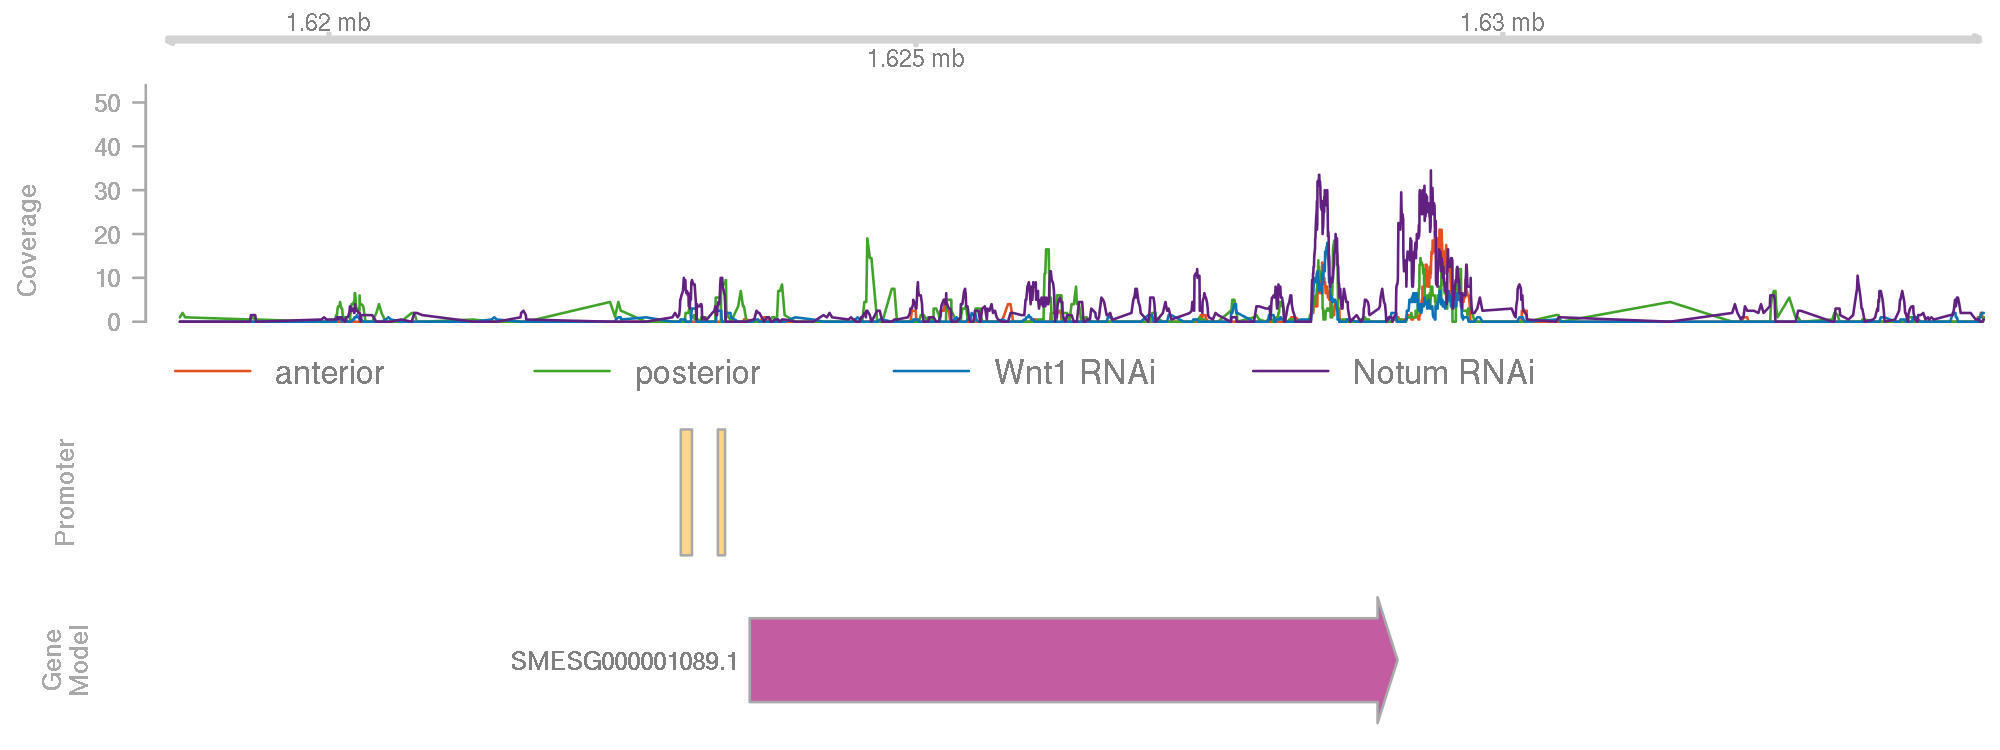 1.62 mb
1.63 mb
1.625 mb
50
40
30
20
10
0
Coverage
anterior posterior Wnt1 RNAi Notum RNAi
Promoter
SMESG000001089.1
Gene
Model